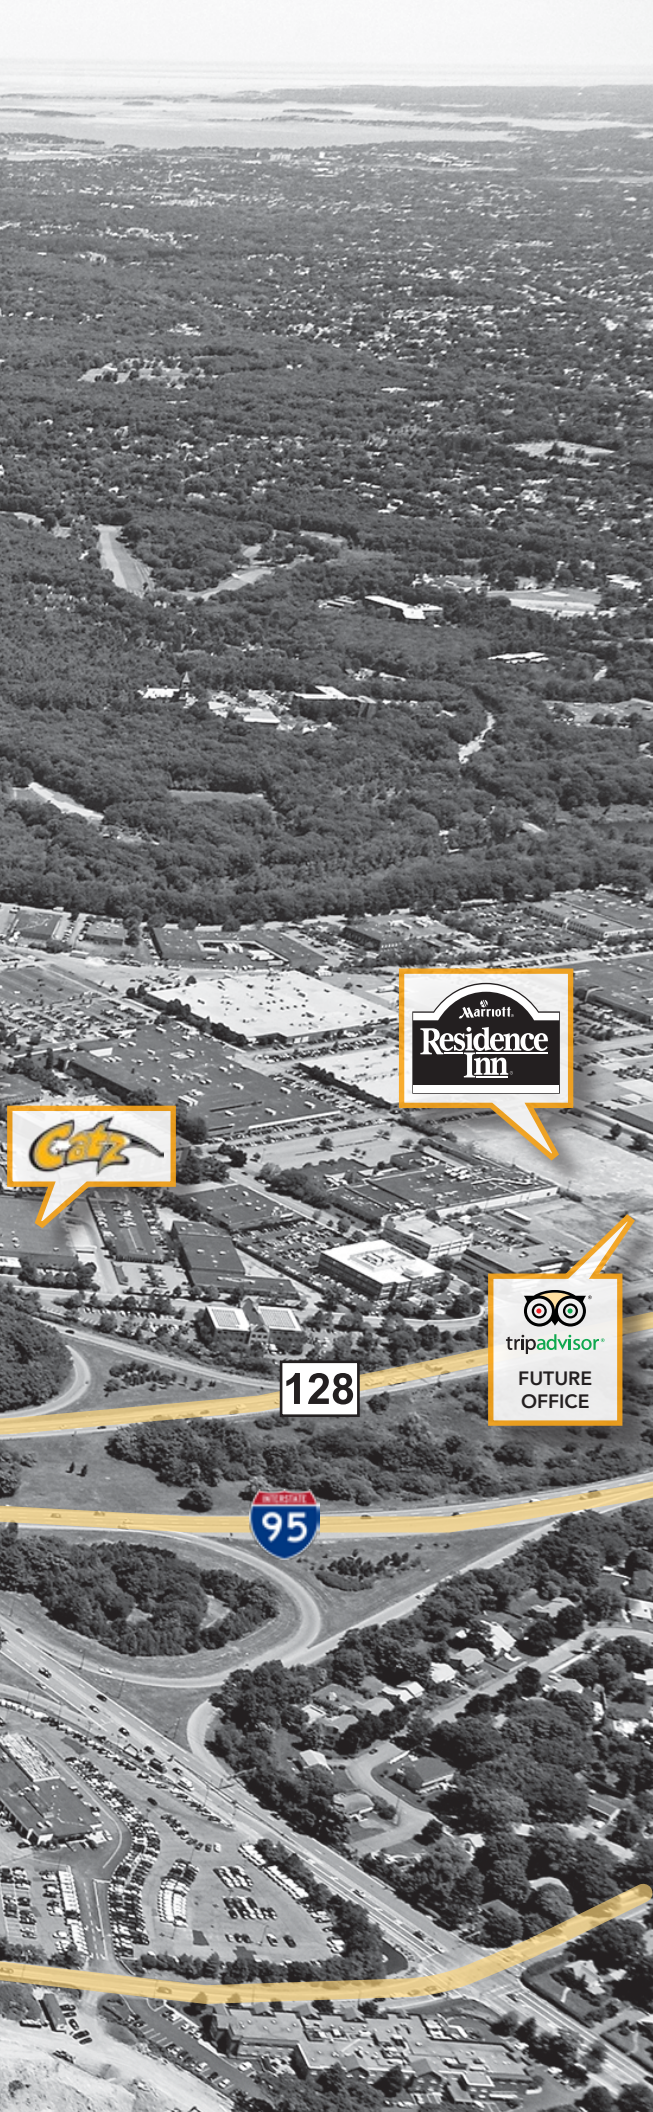 Marriott.
Residence
Inn
Catz
tripadvisor®
FUTURE
OFFICE
128
INTERSTATE
95